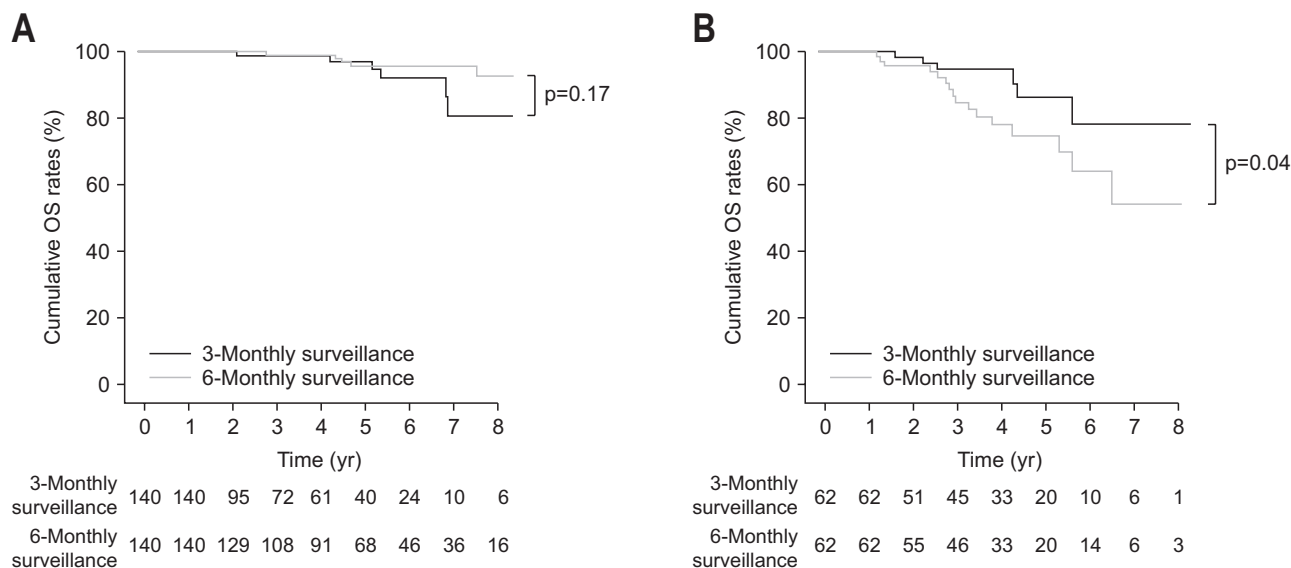 A
100
80
60
40
20
0
Cumulative OS rates (%)
p=0.17
3-Monthly surveillance
6-Monthly surveillance
0 1 2 3 4 5 6 7 8
Time (yr)
3-Monthly
surveillance 140 140 95 72 61 40 24 10 6
6-Monthly
surveillance 140 140 129 108 91 68 46 36 16
B
100
80
60
40
20
0
Cumulative OS rates (%)
p=0.04
3-Monthly surveillance
6-Monthly surveillance
0 1 2 3 4 5 6 7 8
Time (yr)
3-Monthly
surveillance 62 62 51 45 33 20 10 6 1
6-Monthly
surveillance 62 62 55 46 33 20 14 6 3